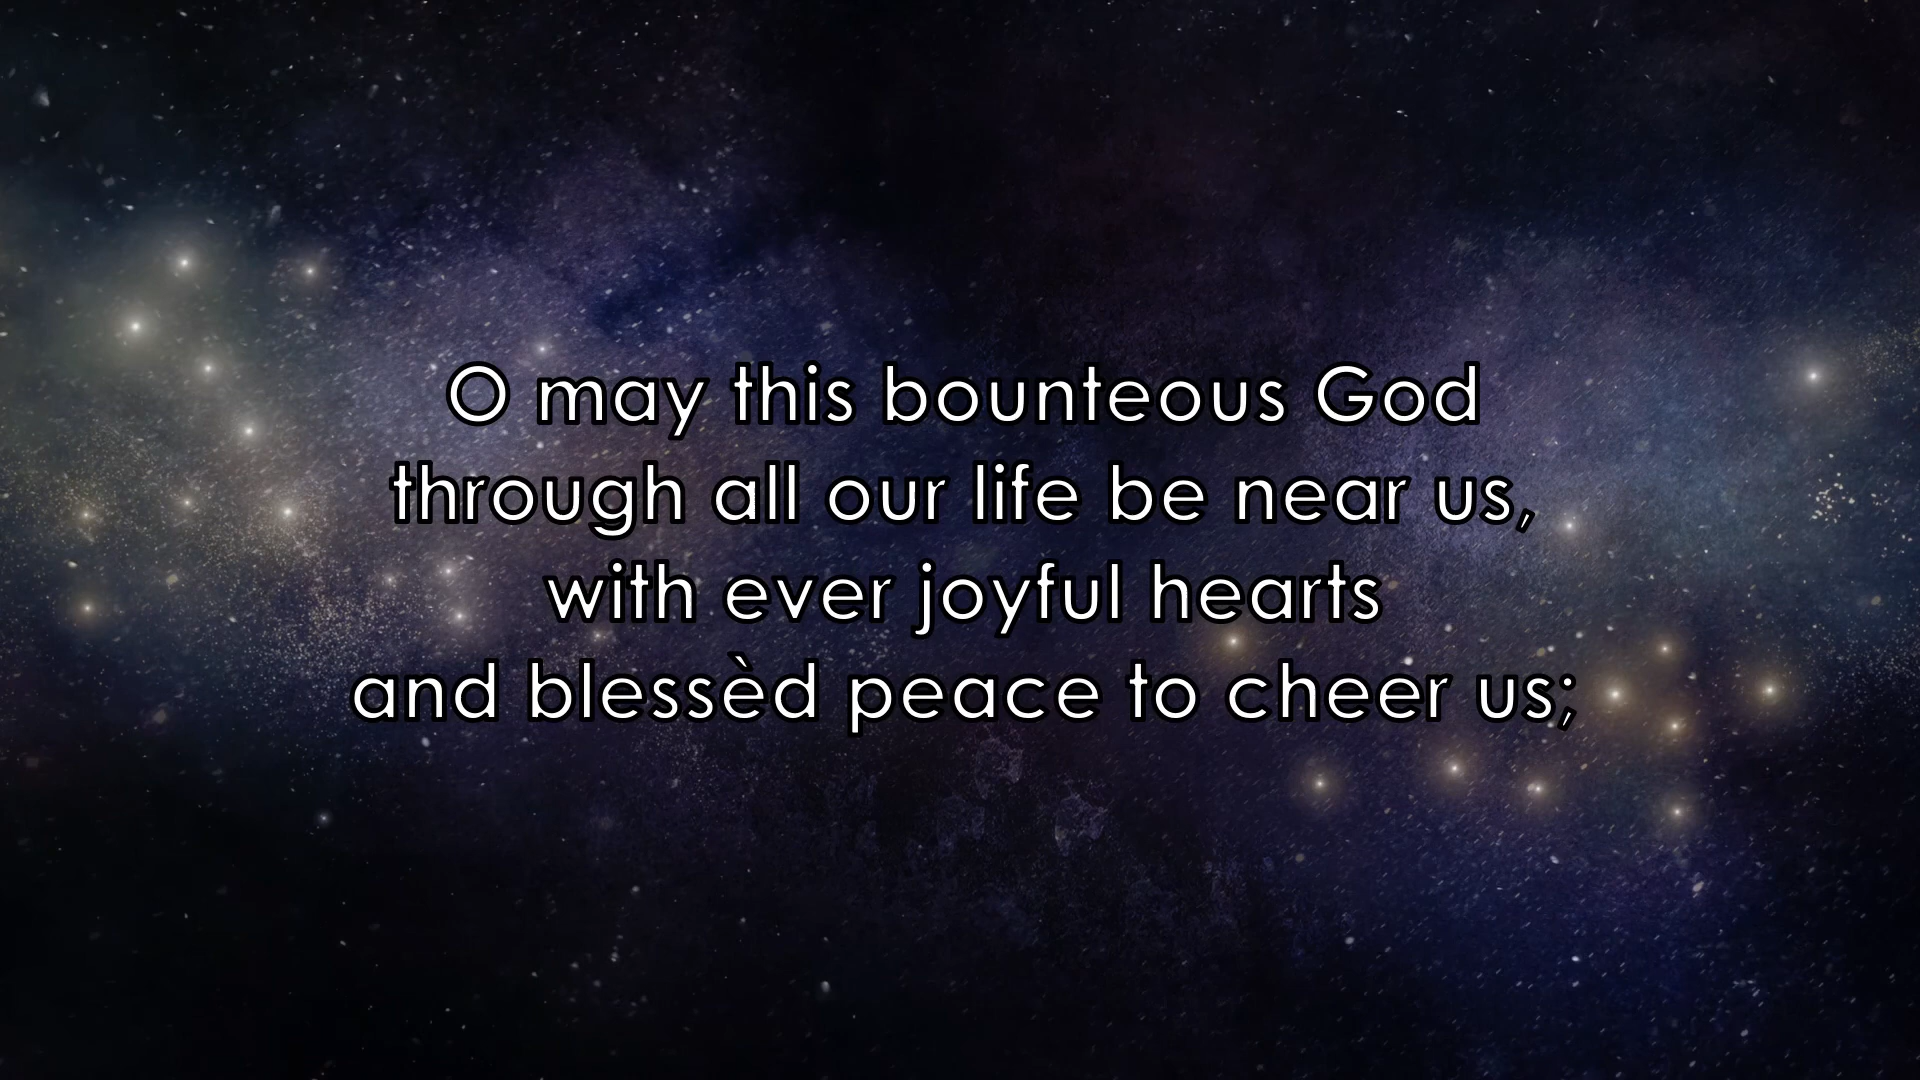 O may this bounteous God
through all our life be near us,
with ever joyful hearts
and blessèd peace to cheer us;